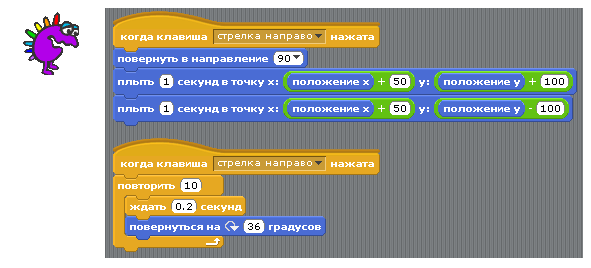 когда клавиша стрелка направо нажата
повернуть в направление 90
плыть 1 секунд в точку x: положение x + 50 y: положение y + 100
плыть 1 секунд в точку x: положение x + 50 y: положение y - 100
когда клавиша стрелка направо нажата
повторить 10
ждать 0.2 секунд
повернуться на 36 градусов